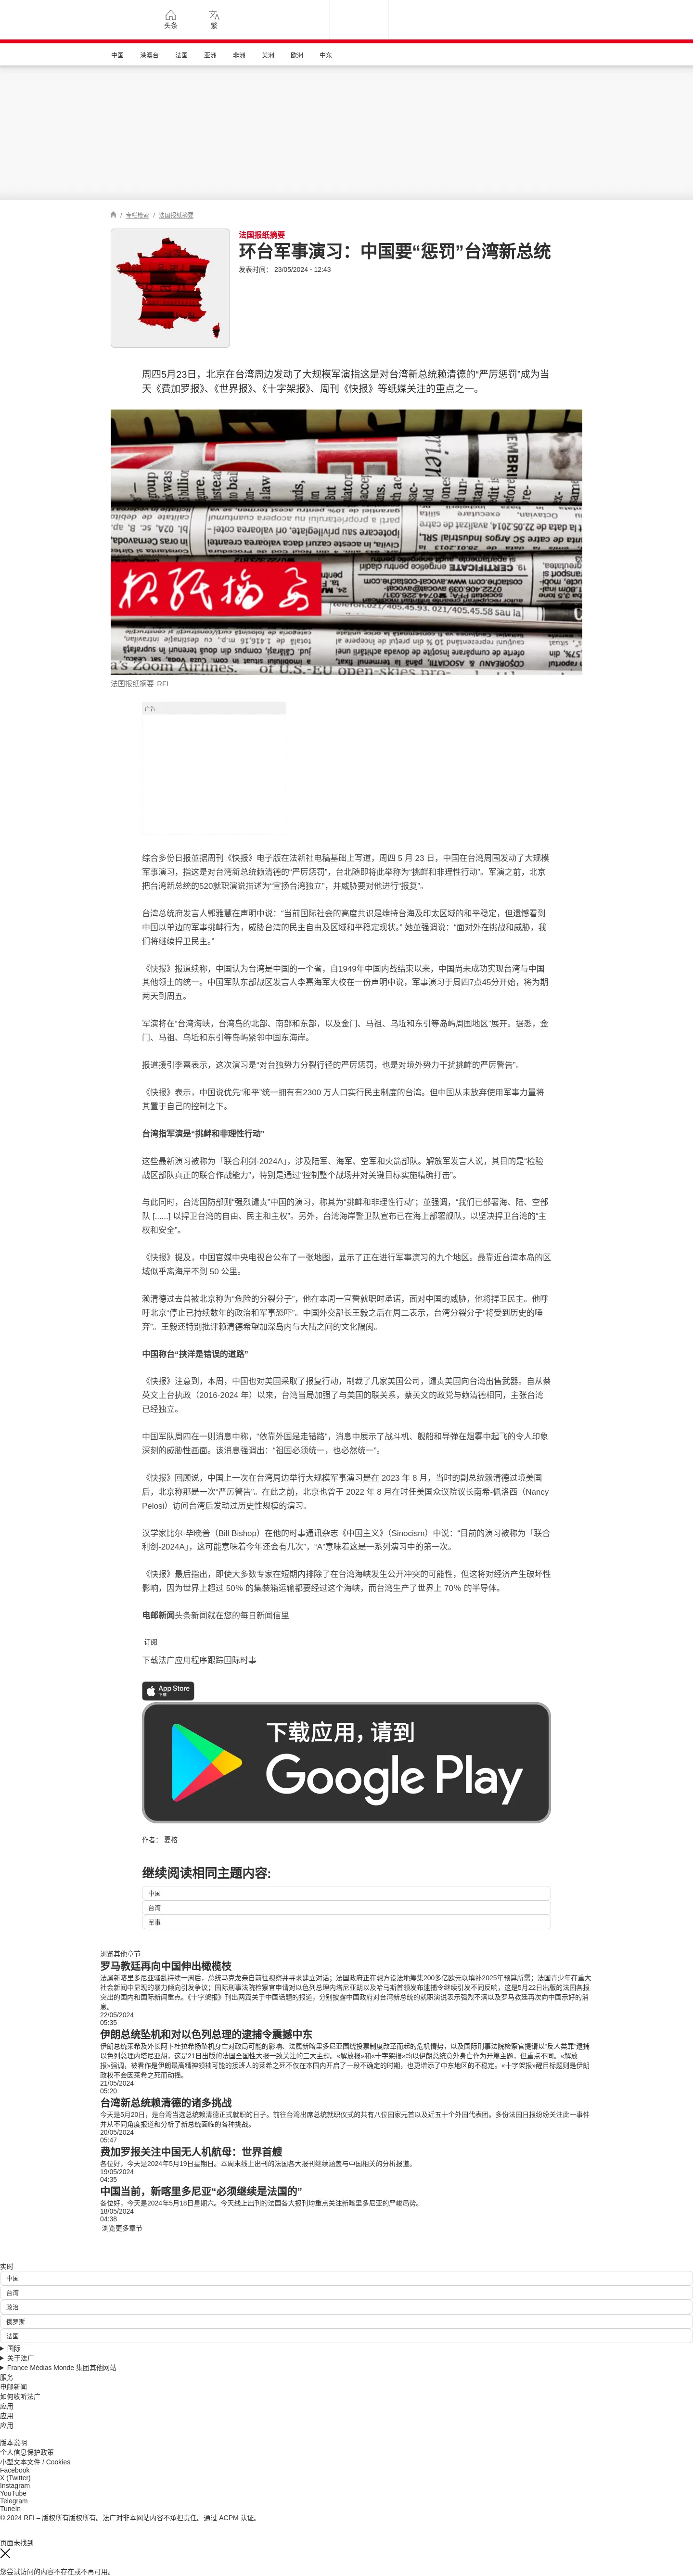 头条
繁
中国
港澳台
法国
亚洲
非洲
美洲
欧洲
中东
/ 专栏检索 / 法国报纸摘要
法国报纸摘要
环台军事演习：中国要“惩罚”台湾新总统
发表时间： 23/05/2024 - 12:43
周四5月23日，北京在台湾周边发动了大规模军演指这是对台湾新总统赖清德的“严厉惩罚”成为当
天《费加罗报》、《世界报》、《十字架报》、周刊《快报》等纸媒关注的重点之一。
法国报纸摘要 RFI
广告
综合多份日报並据周刊《快报》电子版在法新社电稿基础上写道，周四 5 月 23 日，中国在台湾周围发动了大规模
军事演习，指这是对台湾新总统赖清德的“严厉惩罚”，台北随即将此举称为“挑衅和非理性行动”。军演之前，北京
把台湾新总统的520就职演说描述为“宣扬台湾独立”，并威胁要对他进行“报复”。
台湾总统府发言人郭雅慧在声明中说：“当前国际社会的高度共识是维持台海及印太区域的和平稳定，但遗憾看到
中国以单边的军事挑衅行为，威胁台湾的民主自由及区域和平稳定现状。” 她並强调说：“面对外在挑战和威胁，我
们将继续捍卫民主。”
《快报》报道续称，中国认为台湾是中国的一个省，自1949年中国内战结束以来，中国尚未成功实现台湾与中国
其他领土的统一。中国军队东部战区发言人李熹海军大校在一份声明中说，军事演习于周四7点45分开始，将为期
两天到周五。
军演将在“台湾海峡，台湾岛的北部、南部和东部，以及金门、马祖、乌坵和东引等岛屿周围地区”展开。据悉，金
门、马祖、乌坵和东引等岛屿紧邻中国东海岸。
报道援引李熹表示，这次演习是“对台独势力分裂行径的严厉惩罚，也是对境外势力干扰挑衅的严厉警告”。
《快报》表示，中国说优先“和平”统一拥有有2300 万人口实行民主制度的台湾。但中国从未放弃使用军事力量将
其置于自己的控制之下。
台湾指军演是“挑衅和非理性行动”
这些最新演习被称为「联合利剑-2024A」，涉及陆军、海军、空军和火箭部队。解放军发言人说，其目的是“检验
战区部队真正的联合作战能力”，特别是通过“控制整个战场并对关键目标实施精确打击”。
与此同时，台湾国防部则“强烈谴责”中国的演习，称其为“挑衅和非理性行动”；並强调，“我们已部署海、陆、空部
队 [......] 以捍卫台湾的自由、民主和主权”。另外，台湾海岸警卫队宣布已在海上部署舰队，以坚决捍卫台湾的“主
权和安全”。
《快报》提及，中国官媒中央电视台公布了一张地图，显示了正在进行军事演习的九个地区。最靠近台湾本岛的区
域似乎离海岸不到 50 公里。
赖清德过去曾被北京称为“危险的分裂分子”，他在本周一宣誓就职时承诺，面对中国的威胁，他将捍卫民主。他呼
吁北京“停止已持续数年的政治和军事恐吓”。中国外交部长王毅之后在周二表示，台湾分裂分子“将受到历史的唾
弃”。王毅还特别批评赖清德希望加深岛内与大陆之间的文化隔阂。
中国称台“挟洋是错误的道路”
《快报》注意到，本周，中国也对美国采取了报复行动，制裁了几家美国公司，谴贵美国向台湾出售武器。自从蔡
英文上台执政（2016-2024 年）以来，台湾当局加强了与美国的联关系，蔡英文的政党与赖清德相同，主张台湾
已经独立。
中国军队周四在一则消息中称，“依靠外国是走错路”，消息中展示了战斗机、舰船和导弹在烟雾中起飞的令人印象
深刻的威胁性画面。该消息强调出：“祖国必须统一，也必然统一”。
《快报》回顾说，中国上一次在台湾周边举行大规模军事演习是在 2023 年 8 月，当时的副总统赖清德过境美国
后，北京称那是一次“严厉警告”。在此之前，北京也曾于 2022 年 8 月在时任美国众议院议长南希-佩洛西（Nancy
Pelosi）访问台湾后发动过历史性规模的演习。
汉学家比尔-毕晓普（Bill Bishop）在他的时事通讯杂志《中国主义》（Sinocism）中说：“目前的演习被称为「联合
利剑-2024A」，这可能意味着今年还会有几次”，“A”意味着这是一系列演习中的第一次。
《快报》最后指出，即使大多数专家在短期内排除了在台湾海峡发生公开冲突的可能性，但这将对经济产生破坏性
影响，因为世界上超过 50% 的集装箱运输都要经过这个海峡，而台湾生产了世界上 70% 的半导体。
电邮新闻头条新闻就在您的每日新闻信里
订阅
下载法广应用程序跟踪国际时事
App Store
下载
下载应用，请到
Google Play
作者： 夏榕
继续阅读相同主题内容:
中国
台湾
军事
浏览其他章节
罗马教廷再向中国伸出橄榄枝
法属新喀里多尼亚骚乱持续一周后，总统马克龙亲自前往视察并寻求建立对话；法国政府正在想方设法地筹集200多亿欧元以填补2025年预算所需；法国青少年在重大
社会新闻中显现的暴力倾向引发争议；国际刑事法院检察官申请对以色列总理内塔尼亚胡以及哈马斯首领发布逮捕令继续引发不同反响，这是5月22日出版的法国各报
突出的国内和国际新闻重点。《十字架报》刊出两篇关于中国话题的报道，分别披露中国政府对台湾新总统的就职演说表示强烈不满以及罗马教廷再次向中国示好的消
息。
22/05/2024
05:35
伊朗总统坠机和对以色列总理的逮捕令震撼中东
伊朗总统莱希及外长阿卜杜拉希扬坠机身亡对政局可能的影响、法属新喀里多尼亚围绕投票制度改革而起的危机情势，以及国际刑事法院检察官提请以“反人类罪”逮捕
以色列总理内塔尼亚胡，这是21日出版的法国全国性大报一致关注的三大主题。«解放报»和«十字架报»均以伊朗总统意外身亡作为开篇主题，但重点不同。«解放
报»强调，被看作是伊朗最高精神领袖可能的接班人的莱希之死不仅在本国内开启了一段不确定的时期，也更增添了中东地区的不稳定。«十字架报»醒目标题则是伊朗
政权不会因莱希之死而动摇。
21/05/2024
05:20
台湾新总统赖清德的诸多挑战
今天是5月20日，是台湾当选总统赖清德正式就职的日子。前往台湾出席总统就职仪式的共有八位国家元首以及近五十个外国代表团。多份法国日报纷纷关注此一事件
并从不同角度报道和分析了新总统面临的各种挑战。
20/05/2024
05:47
费加罗报关注中国无人机航母：世界首艘
各位好，今天是2024年5月19日星期日。本周末线上出刊的法国各大报刊继续涵盖与中国相关的分析报道。
19/05/2024
04:35
中国当前，新喀里多尼亚“必须继续是法国的”
各位好，今天是2024年5月18日星期六。今天线上出刊的法国各大报刊均重点关注新喀里多尼亚的严峻局势。
18/05/2024
04:38
浏览更多章节
实时
中国
台湾
政治
俄罗斯
法国
国际
关于法广
France Médias Monde 集团其他网站
服务
电邮新闻
如何收听法广
应用
应用
应用
版本说明
个人信息保护政策
小型文本文件 / Cookies
Facebook
X (Twitter)
Instagram
YouTube
Telegram
TuneIn
© 2024 RFI – 版权所有版权所有。法广对非本网站内容不承担责任。通过 ACPM 认证。
页面未找到
您尝试访问的内容不存在或不再可用。